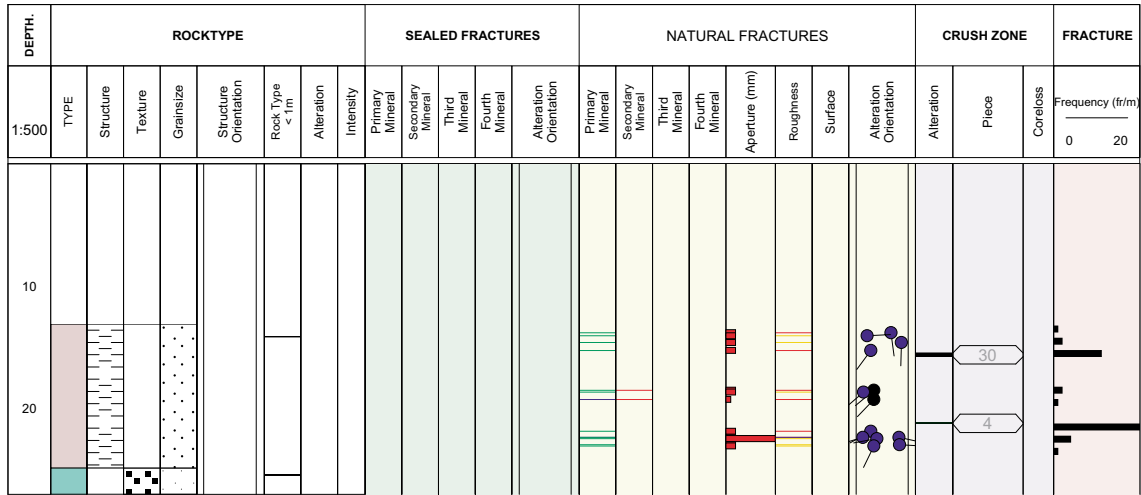 DEPTH.
ROCKTYPE
SEALED FRACTURES
NATURAL FRACTURES
CRUSH ZONE
FRACTURE
1:500
TYPE
Structure
Texture
Grainsize
Structure
Orientation
Rock Type
< 1m
Alteration
Intensity
Primary
Mineral
Secondary
Mineral
Third
Mineral
Fourth
Mineral
Alteration
Orientation
Primary
Mineral
Secondary
Mineral
Third
Mineral
Fourth
Mineral
Aperture (mm)
Roughness
Surface
Alteration
Orientation
Alteration
Piece
Coreloss
Frequency (fr/m)
0 20
10
30
20
4